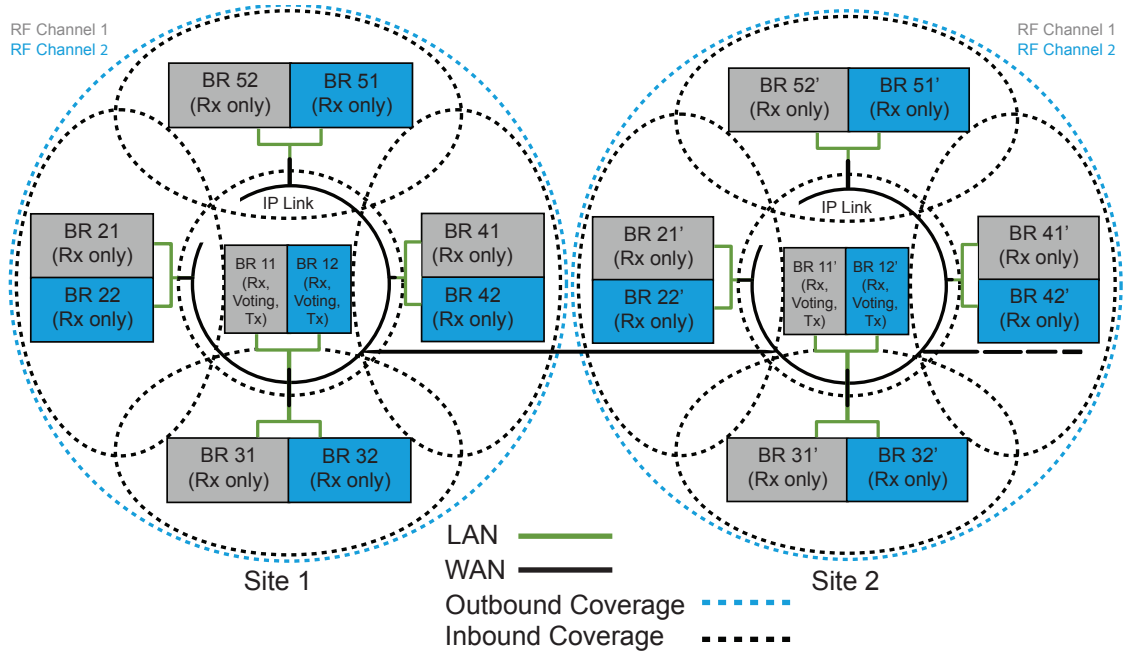 RF Channel 1
RF Channel 2
RF Channel 1
RF Channel 2
BR 52
(Rx only)
BR 51
(Rx only)
BR 52’
(Rx only)
BR 51’
(Rx only)
IP Link
IP Link
BR 21
(Rx only)
BR 22
(Rx only)
BR 11
(Rx,
Voting,
Tx)
BR 12
(Rx,
Voting,
Tx)
BR 41
(Rx only)
BR 42
(Rx only)
BR 21’
(Rx only)
BR 22’
(Rx only)
BR 11’
(Rx,
Voting,
Tx)
BR 12’
(Rx,
Voting,
Tx)
BR 41’
(Rx only)
BR 42’
(Rx only)
BR 31
(Rx only)
BR 32
(Rx only)
BR 31’
(Rx only)
BR 32’
(Rx only)
Site 1
Site 2
LAN
WAN
Outbound Coverage
Inbound Coverage